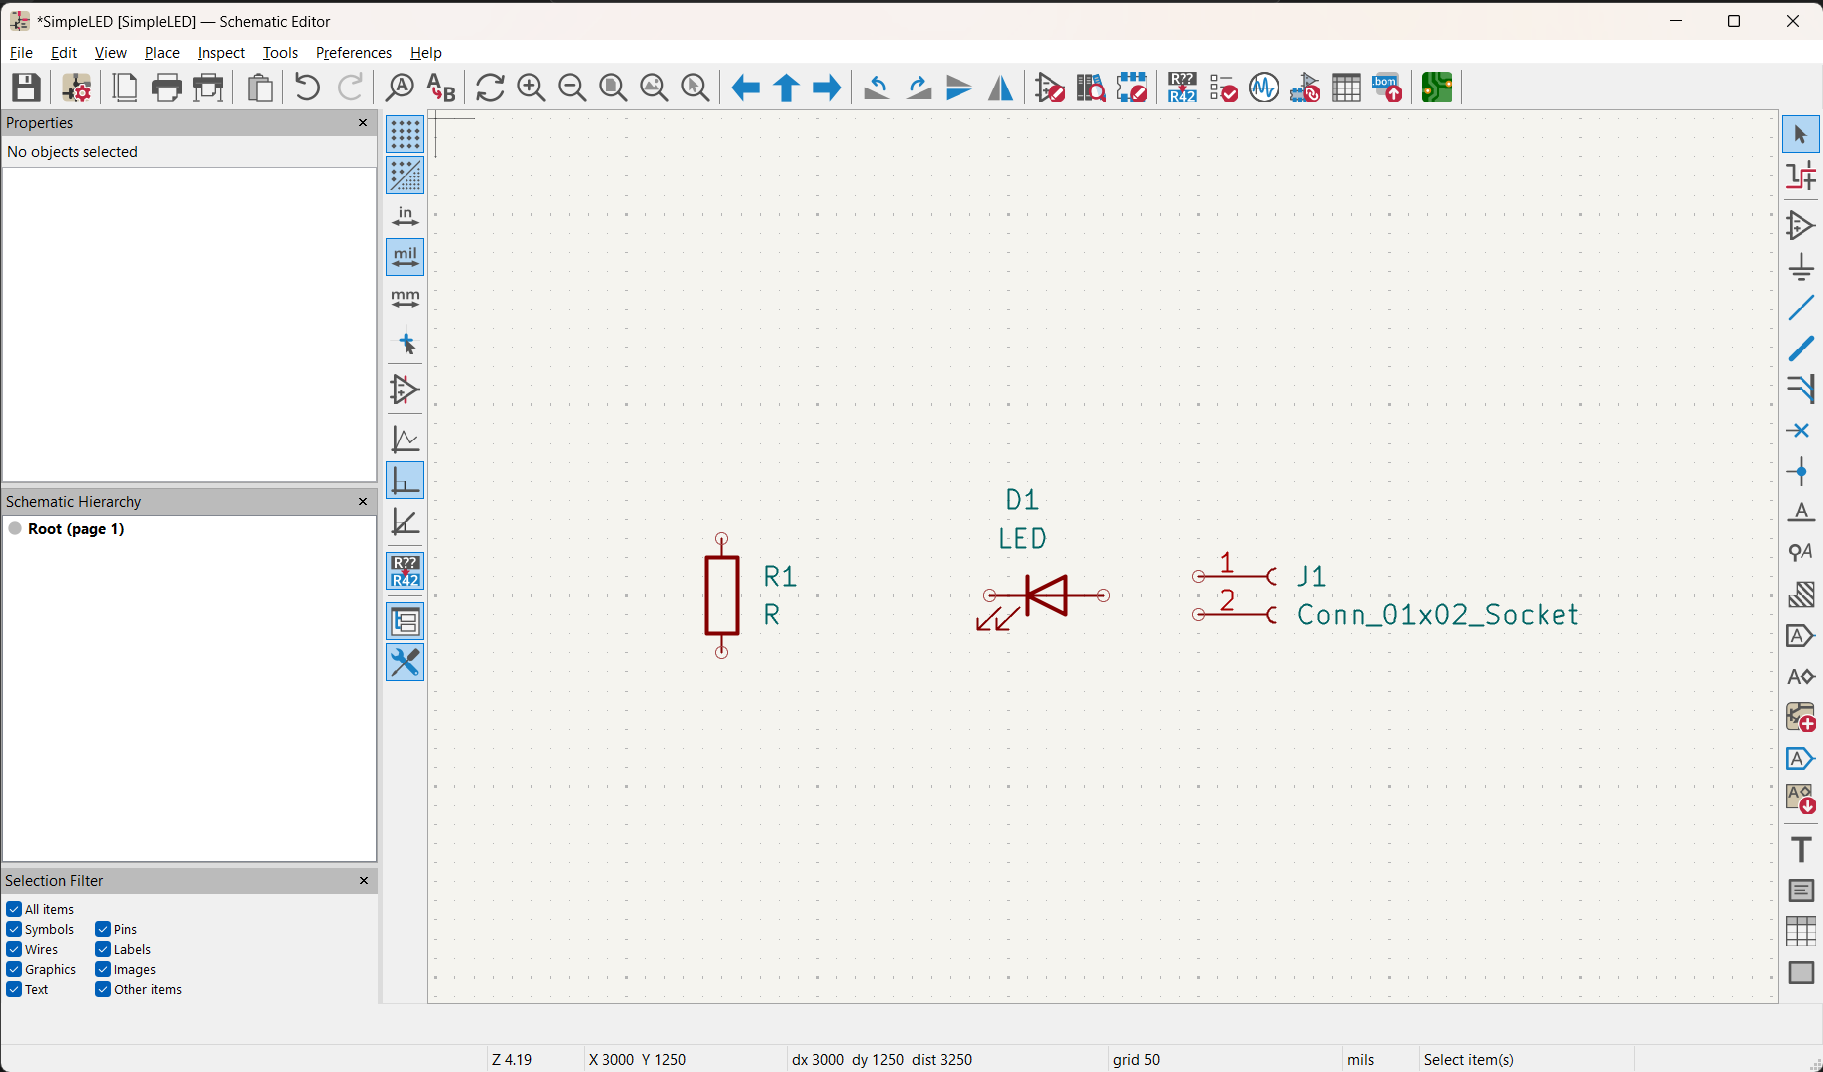 *SimpleLED [SimpleLED] — Schematic Editor
File Edit View Place Inspect Tools Preferences Help
A
A B
R??
R42
bom
Properties
No objects selected
in
mil
mm
Schematic Hierarchy
Root (page 1)
R??
R42
D1
LED
R1
R
1
2
J1
Conn_01x02_Socket
A
A
A
A
A
A
T
Selection Filter
All items
Symbols Pins
Wires Labels
Graphics Images
Text Other items
Z 4.19 X 3000 Y 1250 dx 3000 dy 1250 dist 3250 grid 50 mils Select item(s)